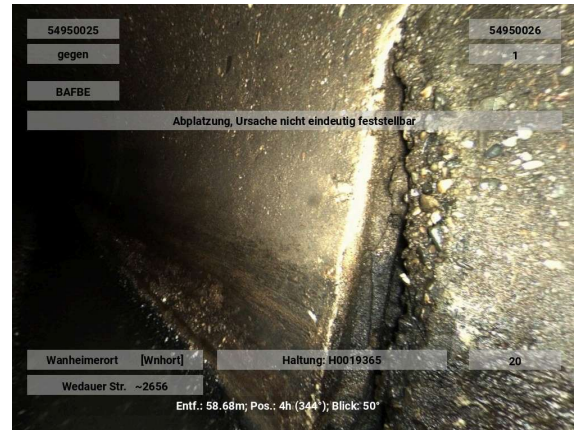 54950025 54950026
gegen 1
BAFBE
Abplatzung, Ursache nicht eindeutig feststellbar
Wanheimerort [Wnhort] Haltung: H0019365 20
Wedauer Str. ~2656
Entf.: 58.68m; Pos.: 4h (344°); Blick: 50°